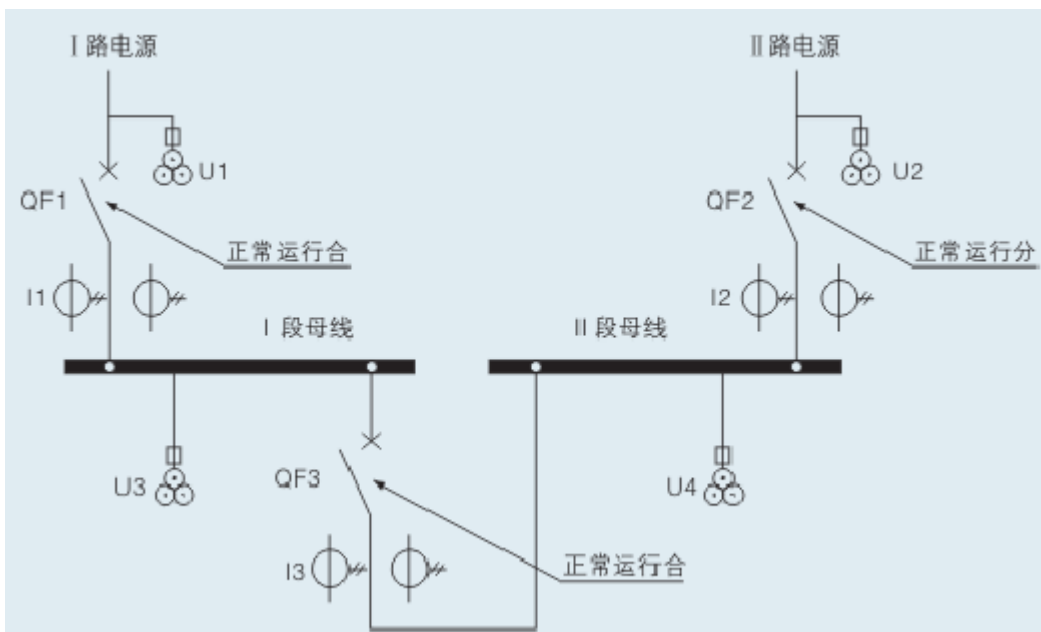 Ⅰ路电源
Ⅱ路电源
U1
U2
QF1
QF2
正常运行合
正常运行分
I1
I2
Ⅰ段母线
Ⅱ段母线
QF3
U3
U4
I3
正常运行合